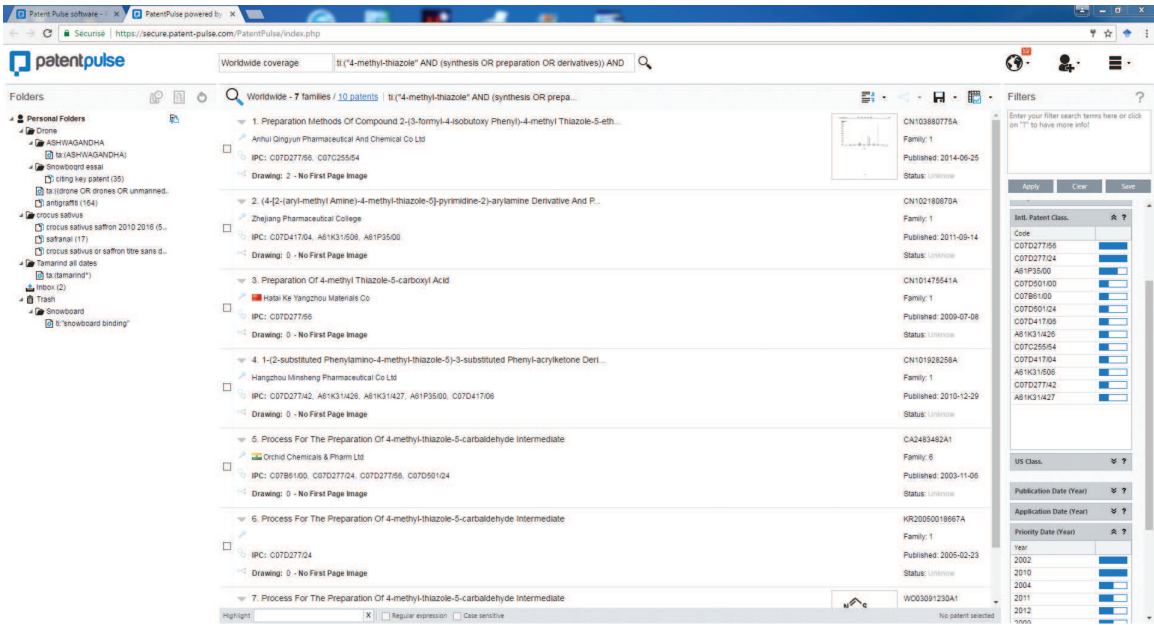 Patent Pulse software -
PatentPulse powered by
Sécurisé | https://secure.patent-pulse.com/PatentPulse/index.php
patentpulse
Worldwide coverage
ti:("4-methyl-thiazole" AND (synthesis OR preparation OR derivatives)) AND
Folders
Personal Folders
Drone
ASHWAGANDHA
ta:(ASHWAGANDHA)
Snowboqrd essai
citing key patent (35)
ta:((drone OR drones OR unmanned..
antigraffiti (164)
crocus sativus
crocus sativus saffron 2010 2016 (5...
safranal (17)
crocus sativus or saffron titre sans d...
Tamarind all dates
ta:(tamarind*)
Inbox (2)
Trash
Snowboard
ti:"snowboard binding"
Worldwide - 7 families / 10 patents | ti:("4-methyl-thiazole" AND (synthesis OR prepa...
1. Preparation Methods Of Compound 2-(3-formyl-4-isobutoxy Phenyl)-4-methyl Thiazole-5-eth...
Anhui Qingyun Pharmaceutical And Chemical Co Ltd
IPC: C07D277/56, C07C255/54
Drawing: 2 - No First Page Image
CN103880775A
Family: 1
Published: 2014-06-25
Status: Unknow
2. (4-[2-(aryl-methyl Amine)-4-methyl-thiazole-5]-pyrimidine-2)-arylamine Derivative And P...
Zhejiang Pharmaceutical College
IPC: C07D417/04, A61K31/506, A61P35/00
Drawing: 0 - No First Page Image
CN102180870A
Family: 1
Published: 2011-09-14
Status: Unknow
3. Preparation Of 4-methyl Thiazole-5-carboxyl Acid
Hatai Ke Yangzhou Materials Co
IPC: C07D277/56
Drawing: 0 - No First Page Image
CN101475541A
Family: 1
Published: 2009-07-08
Status: Unknow
4. 1-(2-substituted Phenylamino-4-methyl-thiazole-5)-3-substituted Phenyl-acrylketone Deri...
Hangzhou Minsheng Pharmaceutical Co Ltd
IPC: C07D277/42, A61K31/426, A61K31/427, A61P35/00, C07D417/06
Drawing: 0 - No First Page Image
CN101928258A
Family: 1
Published: 2010-12-29
Status: Unknow
5. Process For The Preparation Of 4-methyl-thiazole-5-carbaldehyde Intermediate
Orchid Chemicals & Pharm Ltd
IPC: C07B61/00, C07D277/24, C07D277/56, C07D501/24
Drawing: 0 - No First Page Image
CA2483482A1
Family: 6
Published: 2003-11-06
Status: Unknow
6. Process For The Preparation Of 4-methyl-thiazole-5-carbaldehyde Intermediate
IPC: C07D277/24
Drawing: 0 - No First Page Image
KR20050018667A
Family: 1
Published: 2005-02-23
Status: Unknow
7. Process For The Preparation Of 4-methyl-thiazole-5-carbaldehyde Intermediate
N S
WO03091230A1
Highlight:
X
Regular expression
Case sensitive
No patent selected
Filters
?
Enter your filter search terms here or click
on "?" to have more info!
Apply
Clear
Save
Intl. Patent Class.
?
Code
C07D277/56
C07D277/24
A61P35/00
C07D501/00
C07B61/00
C07D501/24
C07D417/06
A61K31/426
C07C255/54
C07D417/04
A61K31/506
C07D277/42
A61K31/427
US Class.
?
Publication Date (Year)
?
Application Date (Year)
?
Priority Date (Year)
?
Year
2002
2010
2004
2011
2012
2009